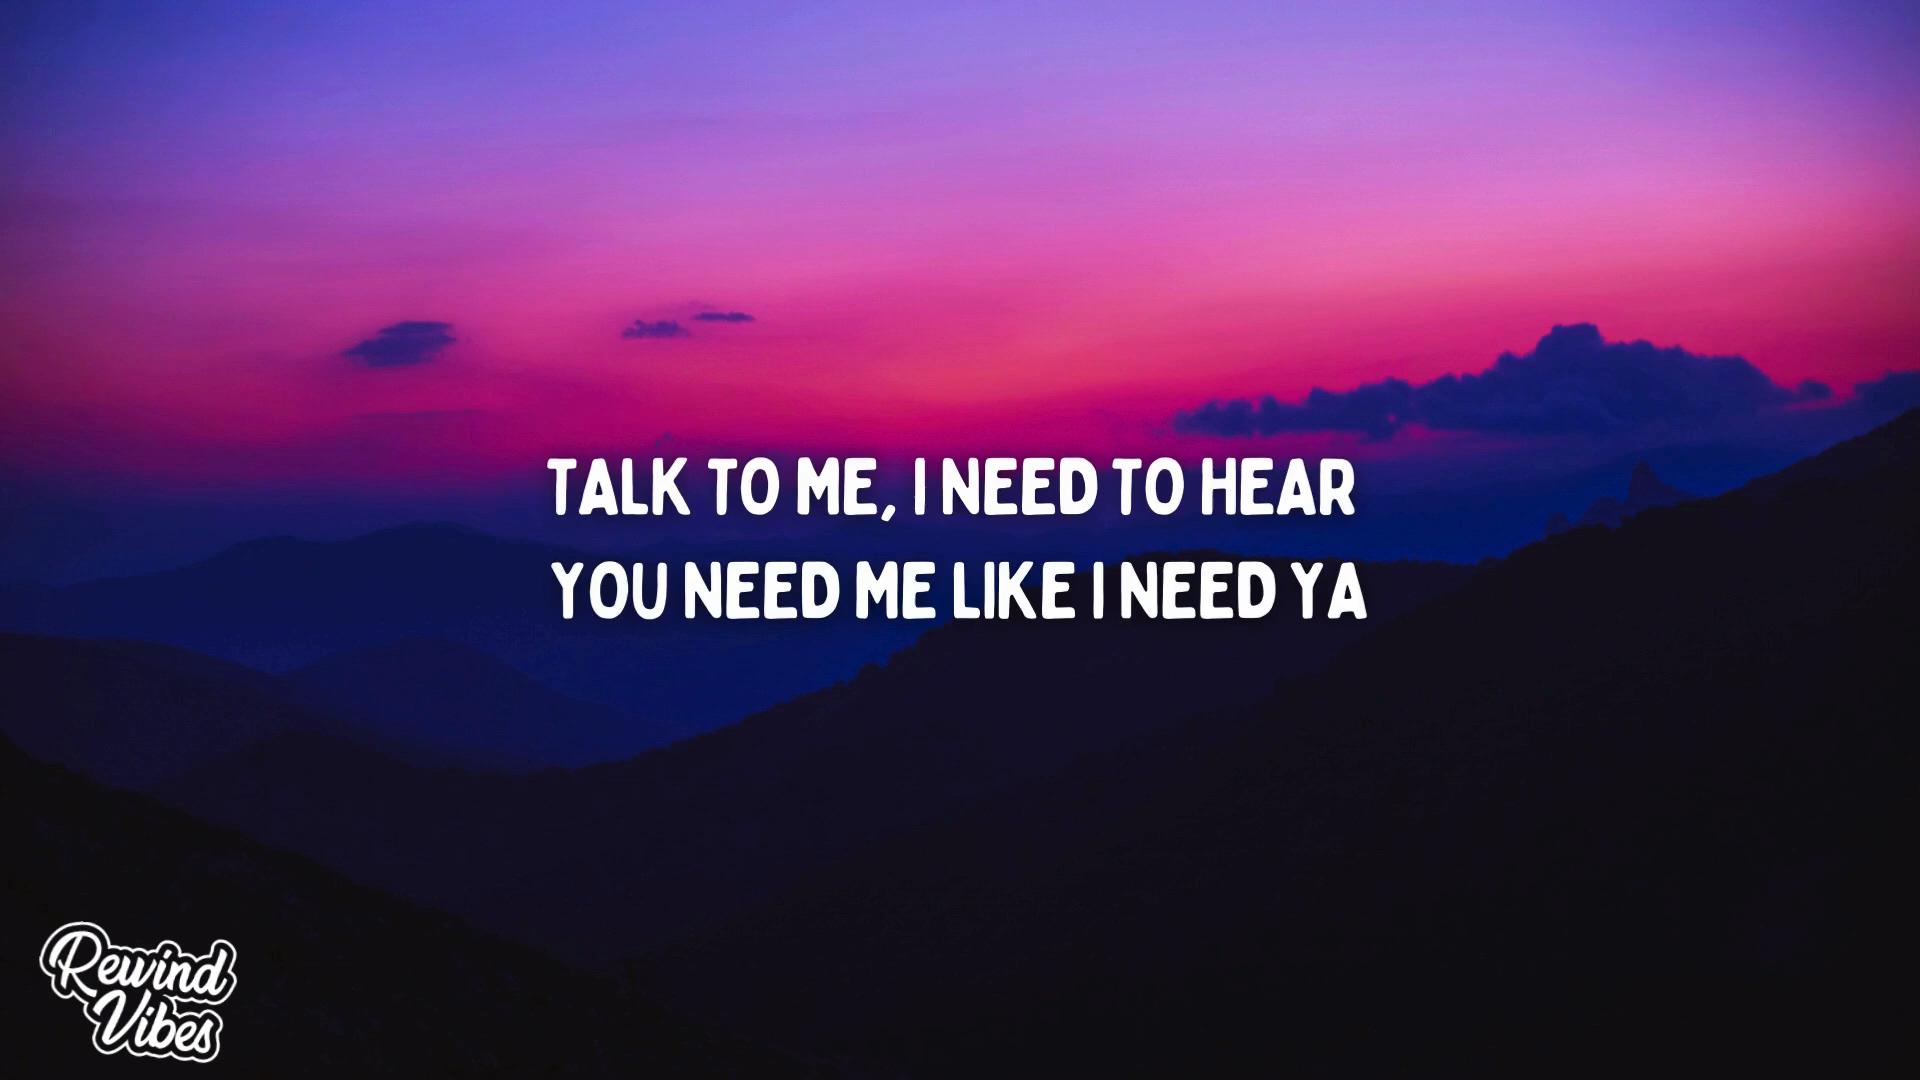 TALK TO ME, I NEED TO HEAR
YOU NEED ME LIKE I NEED YA
Rewind
Vibes